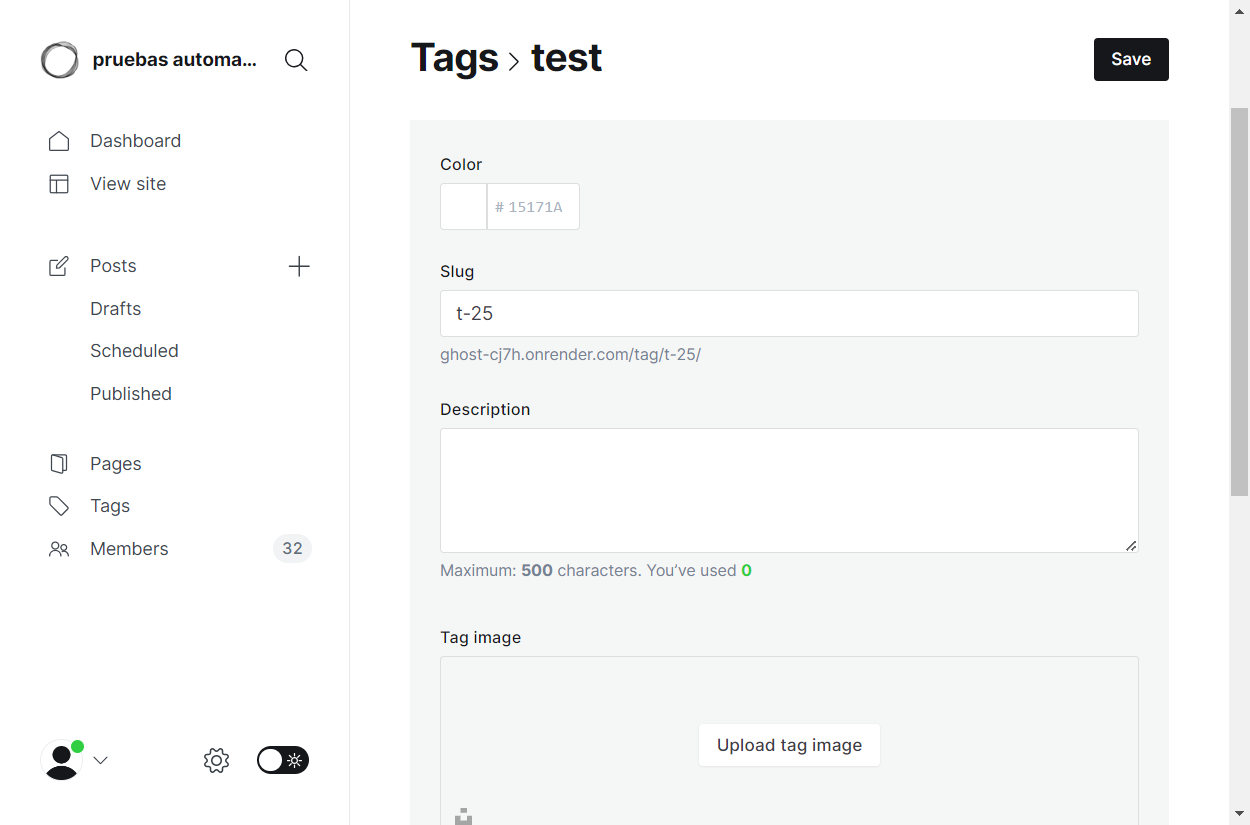 pruebas automa...
Dashboard
View site
Posts
Drafts
Scheduled
Published
Pages
Tags
Members
32
Tags > test
Save
Color
# 15171A
Slug
t-25
ghost-cj7h.onrender.com/tag/t-25/
Description
Maximum: 500 characters. You’ve used 0
Tag image
Upload tag image